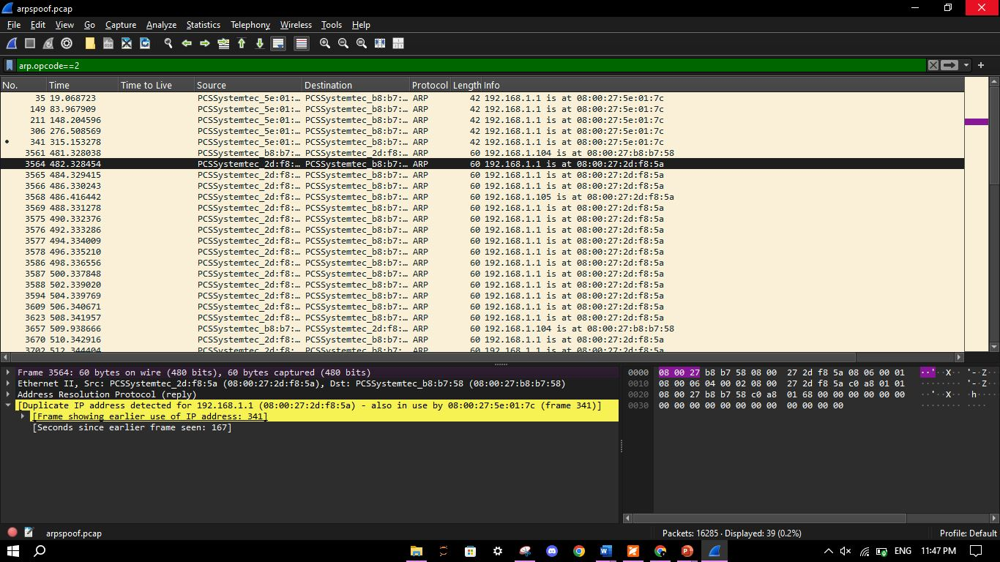 arpspoof.pcap
File Edit View Go Capture Analyze Statistics Telephony Wireless Tools Help
arp.opcode==2
No. Time Time to Live Source Destination Protocol Length Info
35 19.068723 PCSSystemtec_5e:01:… PCSSystemtec_b8:b7:… ARP 42 192.168.1.1 is at 08:00:27:5e:01:7c
149 83.967909 PCSSystemtec_5e:01:… PCSSystemtec_b8:b7:… ARP 42 192.168.1.1 is at 08:00:27:5e:01:7c
211 148.204596 PCSSystemtec_5e:01:… PCSSystemtec_b8:b7:… ARP 42 192.168.1.1 is at 08:00:27:5e:01:7c
306 276.508569 PCSSystemtec_5e:01:… PCSSystemtec_b8:b7:… ARP 42 192.168.1.1 is at 08:00:27:5e:01:7c
341 315.153278 PCSSystemtec_5e:01:… PCSSystemtec_b8:b7:… ARP 42 192.168.1.1 is at 08:00:27:5e:01:7c
3561 481.328038 PCSSystemtec_b8:b7:… PCSSystemtec_2d:f8:… ARP 60 192.168.1.104 is at 08:00:27:b8:b7:58
3564 482.328454 PCSSystemtec_2d:f8:… PCSSystemtec_b8:b7:… ARP 60 192.168.1.1 is at 08:00:27:2d:f8:5a
3565 484.329415 PCSSystemtec_2d:f8:… PCSSystemtec_b8:b7:… ARP 60 192.168.1.1 is at 08:00:27:2d:f8:5a
3566 486.330243 PCSSystemtec_2d:f8:… PCSSystemtec_b8:b7:… ARP 60 192.168.1.1 is at 08:00:27:2d:f8:5a
3568 486.416442 PCSSystemtec_2d:f8:… PCSSystemtec_b8:b7:… ARP 60 192.168.1.105 is at 08:00:27:2d:f8:5a
3569 488.331278 PCSSystemtec_2d:f8:… PCSSystemtec_b8:b7:… ARP 60 192.168.1.1 is at 08:00:27:2d:f8:5a
3575 490.332376 PCSSystemtec_2d:f8:… PCSSystemtec_b8:b7:… ARP 60 192.168.1.1 is at 08:00:27:2d:f8:5a
3576 492.333286 PCSSystemtec_2d:f8:… PCSSystemtec_b8:b7:… ARP 60 192.168.1.1 is at 08:00:27:2d:f8:5a
3577 494.334009 PCSSystemtec_2d:f8:… PCSSystemtec_b8:b7:… ARP 60 192.168.1.1 is at 08:00:27:2d:f8:5a
3578 496.335210 PCSSystemtec_2d:f8:… PCSSystemtec_b8:b7:… ARP 60 192.168.1.1 is at 08:00:27:2d:f8:5a
3586 498.336556 PCSSystemtec_2d:f8:… PCSSystemtec_b8:b7:… ARP 60 192.168.1.1 is at 08:00:27:2d:f8:5a
3587 500.337848 PCSSystemtec_2d:f8:… PCSSystemtec_b8:b7:… ARP 60 192.168.1.1 is at 08:00:27:2d:f8:5a
3588 502.339020 PCSSystemtec_2d:f8:… PCSSystemtec_b8:b7:… ARP 60 192.168.1.1 is at 08:00:27:2d:f8:5a
3594 504.339769 PCSSystemtec_2d:f8:… PCSSystemtec_b8:b7:… ARP 60 192.168.1.1 is at 08:00:27:2d:f8:5a
3609 506.340671 PCSSystemtec_2d:f8:… PCSSystemtec_b8:b7:… ARP 60 192.168.1.1 is at 08:00:27:2d:f8:5a
3623 508.341957 PCSSystemtec_2d:f8:… PCSSystemtec_b8:b7:… ARP 60 192.168.1.1 is at 08:00:27:2d:f8:5a
3657 509.938666 PCSSystemtec_b8:b7:… PCSSystemtec_2d:f8:… ARP 60 192.168.1.104 is at 08:00:27:b8:b7:58
3670 510.342916 PCSSystemtec_2d:f8:… PCSSystemtec_b8:b7:… ARP 60 192.168.1.1 is at 08:00:27:2d:f8:5a
3702 512.344404 PCSSystemtec_2d:f8:… PCSSystemtec_b8:b7:… ARP 60 192.168.1.1 is at 08:00:27:2d:f8:5a
Frame 3564: 60 bytes on wire (480 bits), 60 bytes captured (480 bits)
Ethernet II, Src: PCSSystemtec_2d:f8:5a (08:00:27:2d:f8:5a), Dst: PCSSystemtec_b8:b7:58 (08:00:27:b8:b7:58)
Address Resolution Protocol (reply)
[Duplicate IP address detected for 192.168.1.1 (08:00:27:2d:f8:5a) - also in use by 08:00:27:5e:01:7c (frame 341)]
[Frame showing earlier use of IP address: 341]
[Seconds since earlier frame seen: 167]
0000 08 00 27 b8 b7 58 08 00 27 2d f8 5a 08 06 00 01 ··'··X·· '-·Z····
0010 08 00 06 04 00 02 08 00 27 2d f8 5a c0 a8 01 01 ········ '-·Z····
0020 08 00 27 b8 b7 58 c0 a8 01 68 00 00 00 00 00 00 ··'··X·· ·h······
0030 00 00 00 00 00 00 00 00 00 00 00 00 ········ ····
arpspoof.pcap
Packets: 16285 · Displayed: 39 (0.2%)
Profile: Default
ENG 11:47 PM